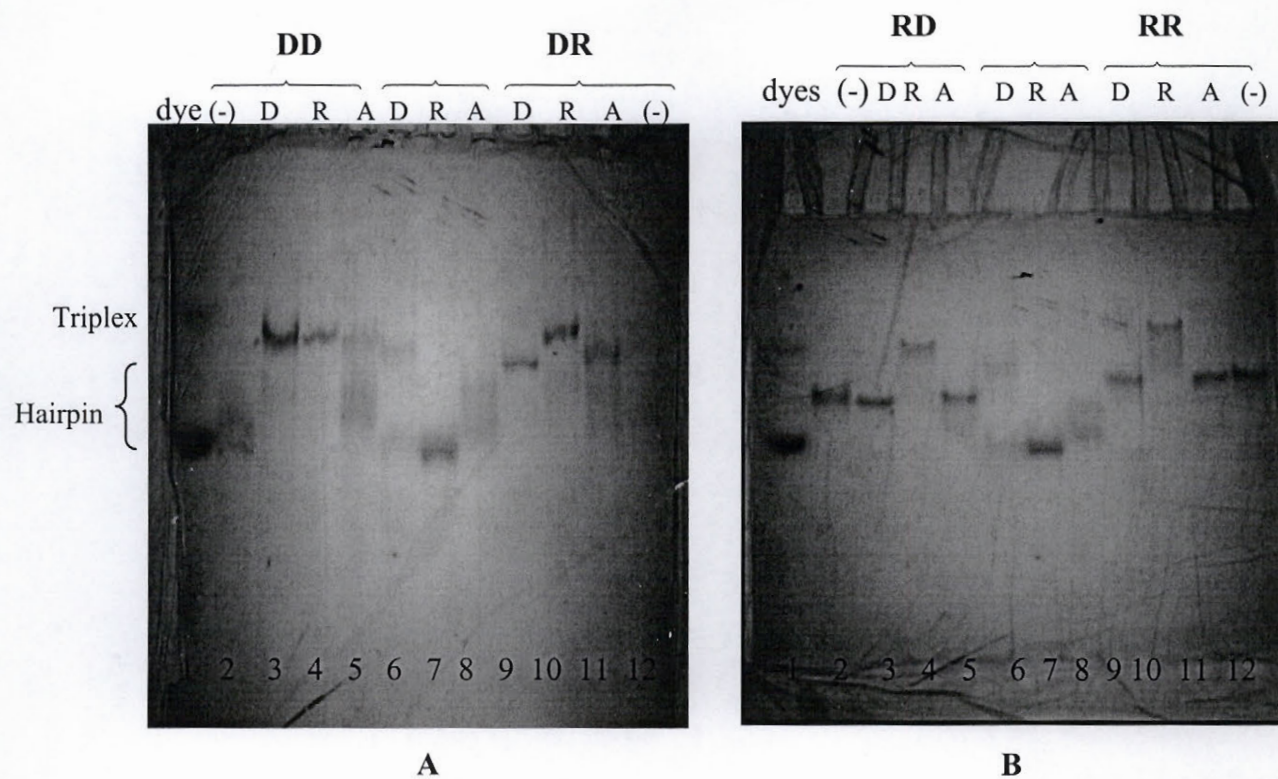 DD DR
dye (-) D R A D R A D R A (-)
Triplex
Hairpin
1 2 3 4 5 6 7 8 9 10 11 12
A
RD RR
dyes (-) D R A D R A D R A (-)
1 2 3 4 5 6 7 8 9 10 11 12
B